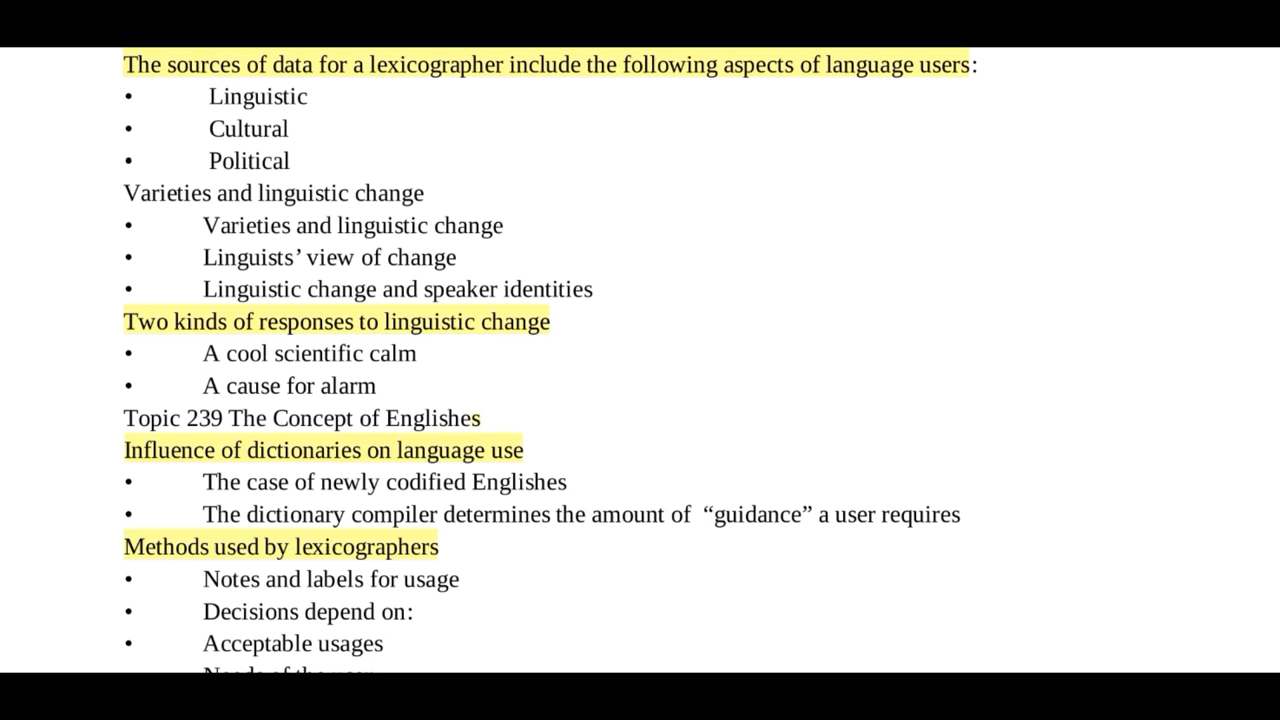 The sources of data for a lexicographer include the following aspects of language users:
• Linguistic
• Cultural
• Political
Varieties and linguistic change
• Varieties and linguistic change
• Linguists’ view of change
• Linguistic change and speaker identities
Two kinds of responses to linguistic change
• A cool scientific calm
• A cause for alarm
Topic 239 The Concept of Englishes
Influence of dictionaries on language use
• The case of newly codified Englishes
• The dictionary compiler determines the amount of “guidance” a user requires
Methods used by lexicographers
• Notes and labels for usage
• Decisions depend on:
• Acceptable usages